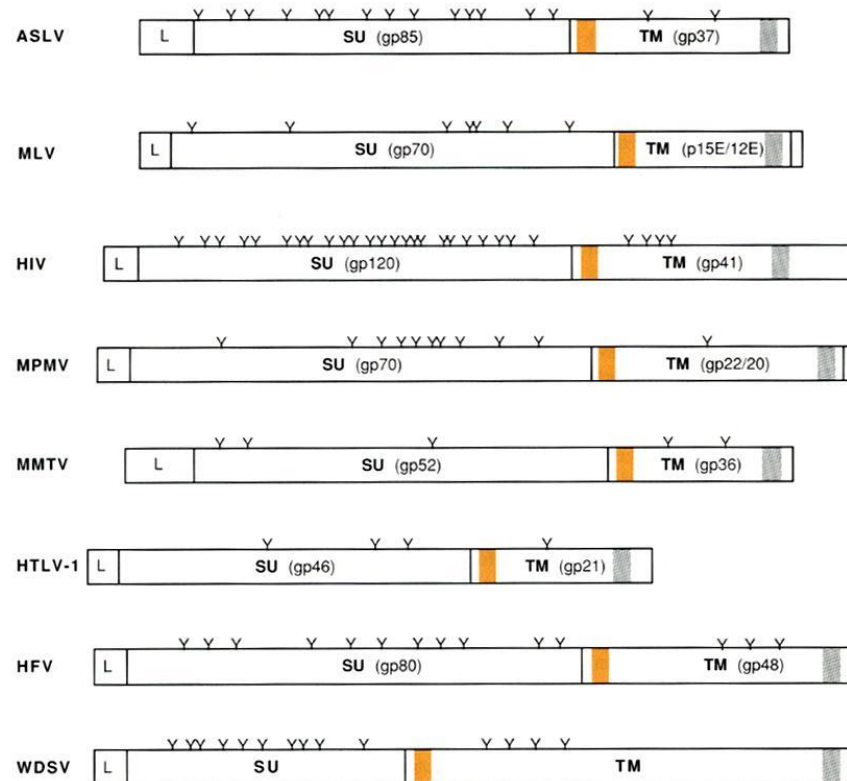 ASLV L SU (gp85) TM (gp37)
MLV L SU (gp70) TM (p15E/12E)
HIV L SU (gp120) TM (gp41)
MPMV L SU (gp70) TM (gp22/20)
MMTV L SU (gp52) TM (gp36)
HTLV-1 L SU (gp46) TM (gp21)
HFV L SU (gp80) TM (gp48)
WDSV L SU TM